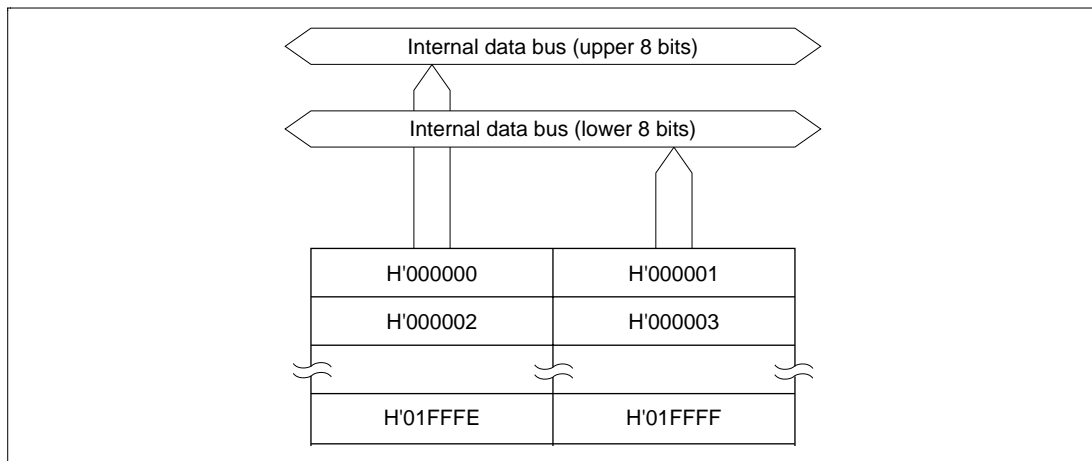 Internal data bus (upper 8 bits)
Internal data bus (lower 8 bits)
H'000000 H'000001
H'000002 H'000003
H'01FFFE H'01FFFF